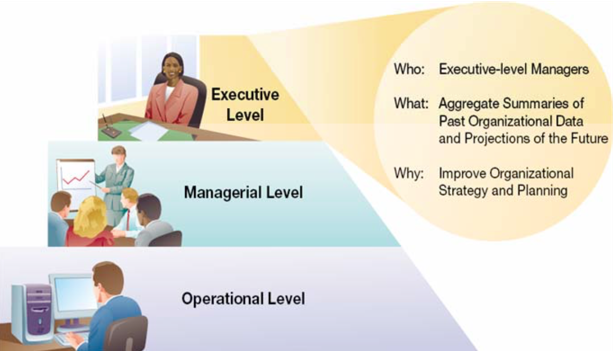 Executive
Level
Managerial Level
Operational Level
Who: Executive-level Managers
What: Aggregate Summaries of
Past Organizational Data
and Projections of the Future
Why: Improve Organizational
Strategy and Planning